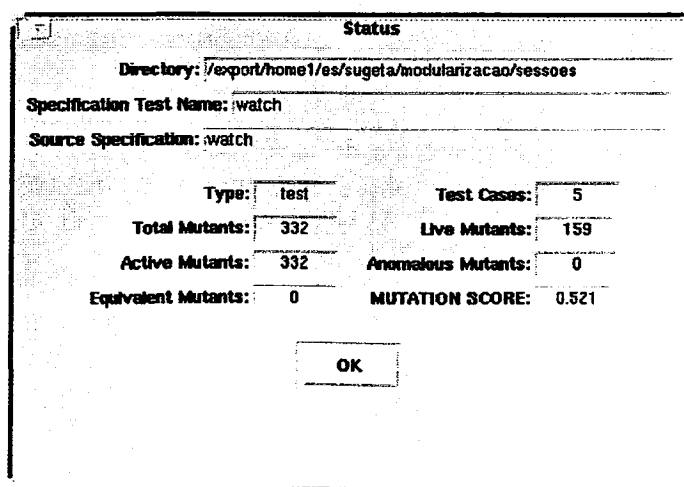 Status
Directory: /export/home1/es/sugeta/modularizacao/sessoes
Specification Test Name: watch
Source Specification: watch
Type: test Test Cases: 5
Total Mutants: 332 Live Mutants: 159
Active Mutants: 332 Anomalous Mutants: 0
Equivalent Mutants: 0 MUTATION SCORE: 0.521
OK